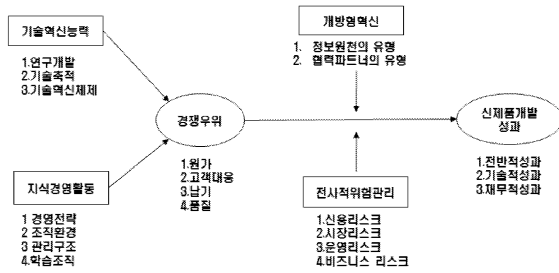 기술혁신능력
1.연구개발
2.기술축적
3.기술혁신체제
개방형혁신
1. 정보원천의 유형
2. 협력파트너의 유형
경쟁우위
1.원가
2.고객대응
3.납기
4.품질
신제품개발
성과
1.전반적성과
2.기술적성과
3.재무적성과
지식경영활동
1 경영전략
2 조직환경
3 관리구조
4.학습조직
전사적위험관리
1.신용리스크
2.시장리스크
3.운영리스크
4.비즈니스 리스크